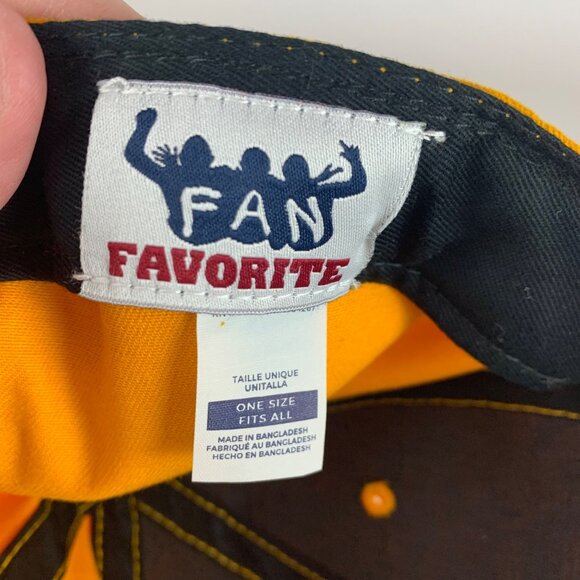 FAN
FAVORITE
TAILLE UNIQUE
UNITALLA
ONE SIZE
FITS ALL
MADE IN BANGLADESH
FABRIQUÉ AU BANGLADESH
HECHO EN BANGLADESH